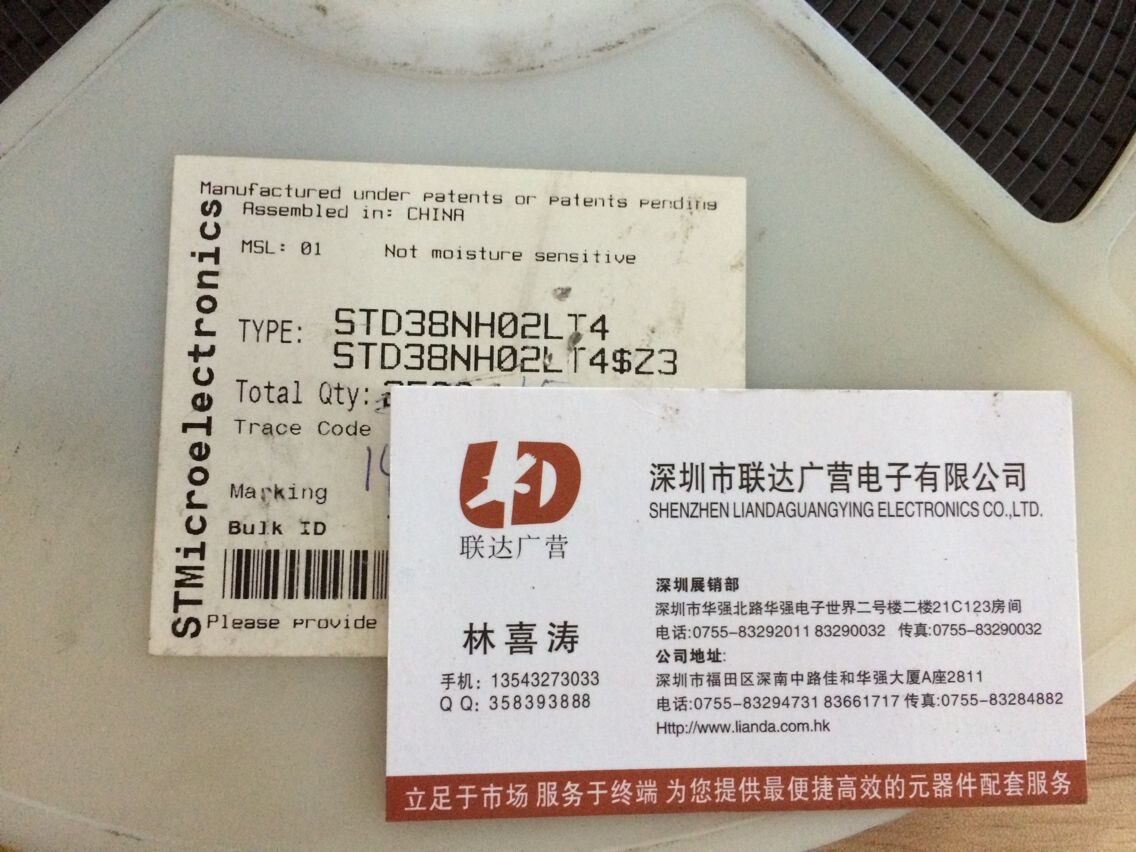 Manufactured under patents or patents pending
Assembled in: CHINA
MSL: 01 Not moisture sensitive
STMicroelectronics
TYPE: STD38NH02LT4
STD38NH02LT4$Z3
Total Qty:
Trace Code
Marking
Bulk ID
Please provide
LD
联达广营
深圳市联达广营电子有限公司
SHENZHEN LIANDAGUANGYING ELECTRONICS CO.,LTD.
林喜涛
手机：13543273033
Q Q：358393888
深圳展销部
深圳市华强北路华强电子世界二号楼二楼21C123房间
电话:0755-83292011 83290032 传真:0755-83290032
公司地址:
深圳市福田区深南中路佳和华强大厦A座2811
电话:0755-83294731 83661717 传真:0755-83284882
Http://www.lianda.com.hk
立足于市场 服务于终端 为您提供最便捷高效的元器件配套服务